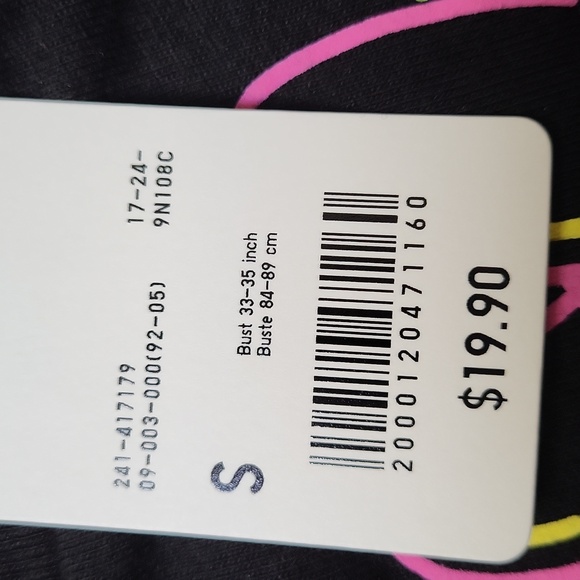 241-417179 17-24-
09-003-000(92-05) 9N108C
S
Bust 33-35 inch
Buste 84-89 cm
2000120471160
$19.90